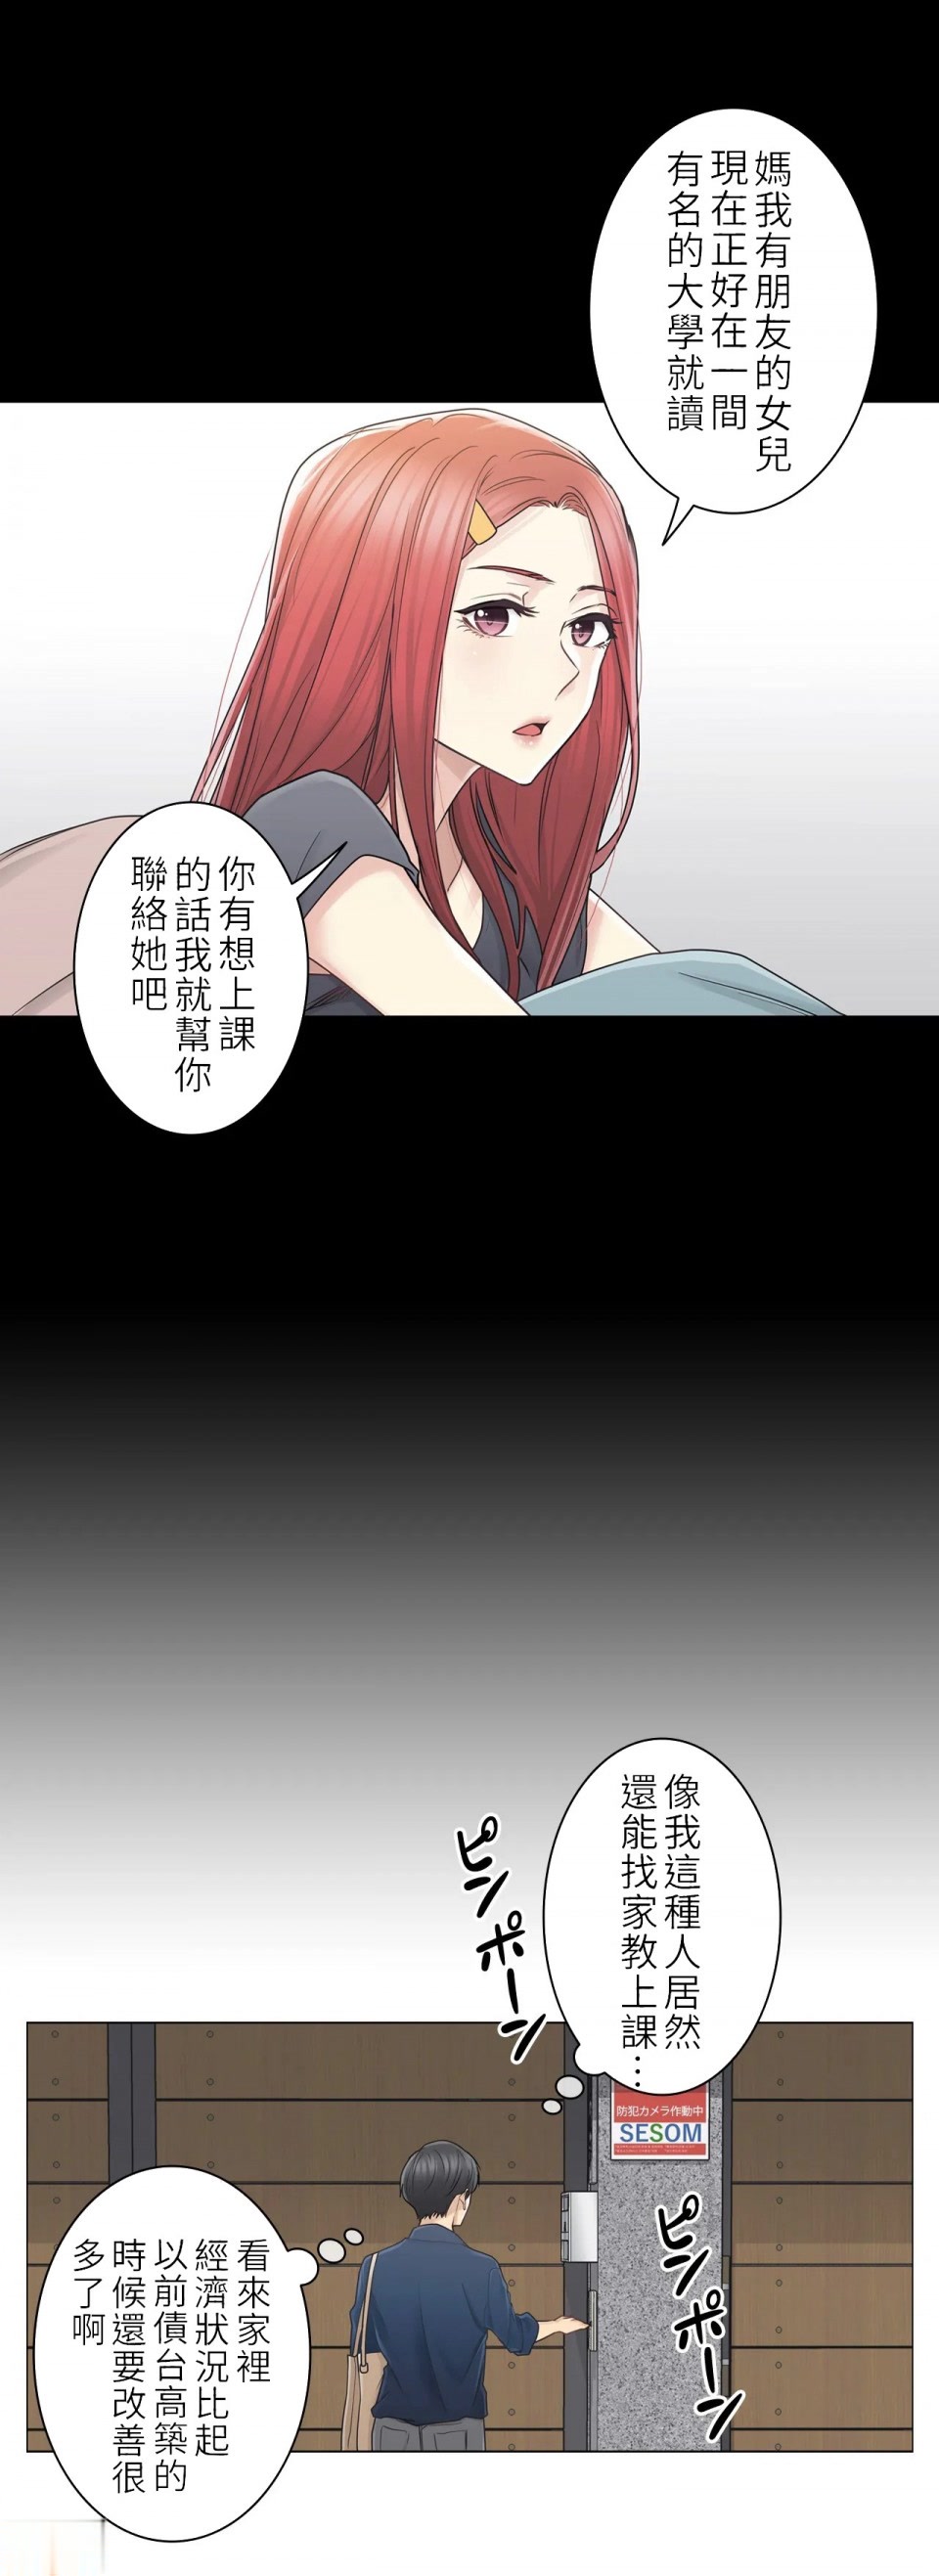 媽我有朋友的女兒
現在正好在一間
有名的大學就讀
你有想上課
的話我就幫你
聯絡她吧
像我這種人居然
還能找家教上課…
ピンポーン
防犯カメラ作動中
SESOM
ピンポーン
看來家裡
經濟狀況比起
以前債台高築的
時候還要改善很
多了啊